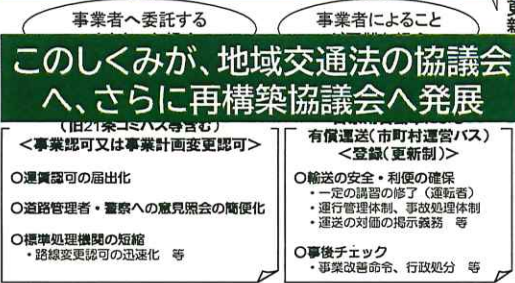 事業者へ委託する
事業者によること
このしくみが、地域交通法の協議会
へ、さらに再構築協議会へ発展
(旧21条コミバス等含む)
<事業認可又は事業計画変更認可>
○運賃認可の届出化
○道路管理者・警察への意見照会の簡便化
○標準処理機関の短縮
・路線変更認可の迅速化 等
有償運送(市町村運営バス)
<登録(更新制)>
○輸送の安全・利便の確保
・一定の講習の修了(運転者)
・運行管理体制、事故処理体制
・運送の対価の掲示義務 等
○事後チェック
・事業改善命令、行政処分 等